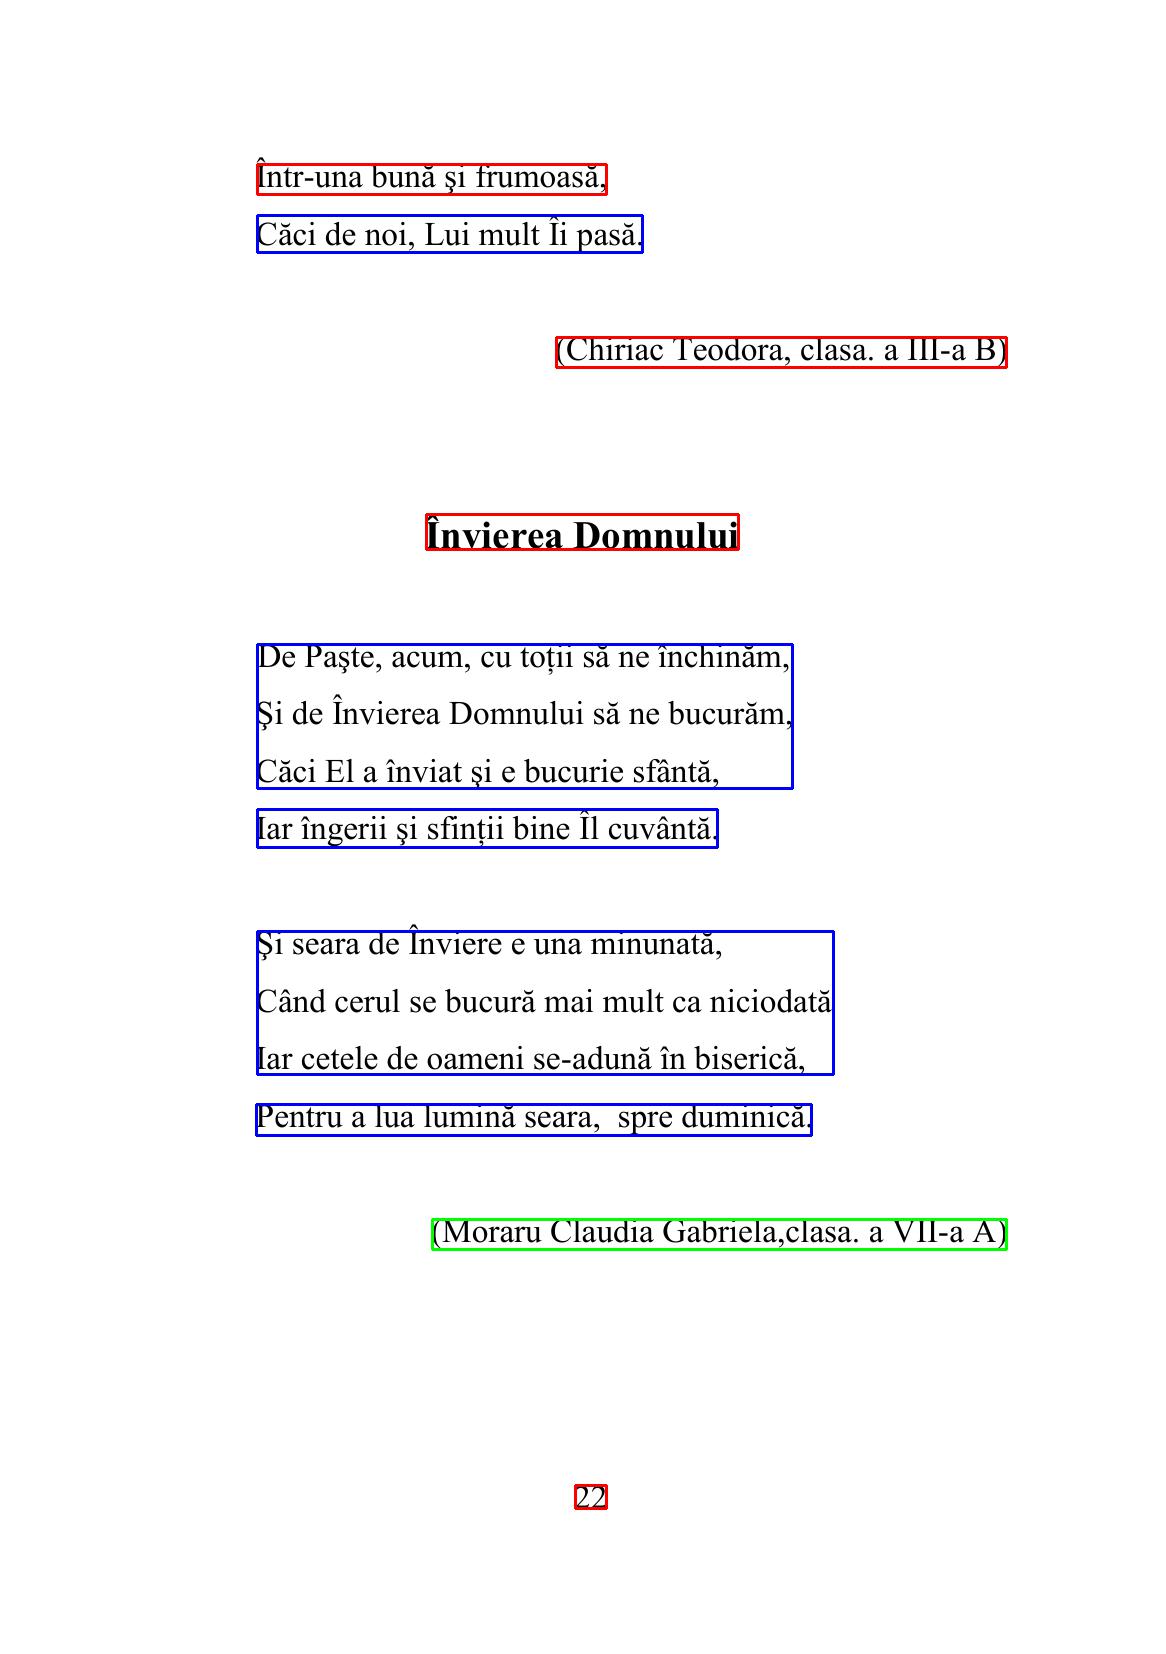 Într-una bună şi frumoasă,
Căci de noi, Lui mult Îi pasă.
(Chiriac Teodora, clasa. a III-a B)
Învierea Domnului
De Paşte, acum, cu toții să ne închinăm,
Şi de Învierea Domnului să ne bucurăm,
Căci El a înviat şi e bucurie sfântă,
Iar îngerii şi sfinții bine Îl cuvântă.
Şi seara de Înviere e una minunată,
Când cerul se bucură mai mult ca niciodată
Iar cetele de oameni se-adună în biserică,
Pentru a lua lumină seara,  spre duminică.
(Moraru Claudia Gabriela,clasa. a VII-a A)
22